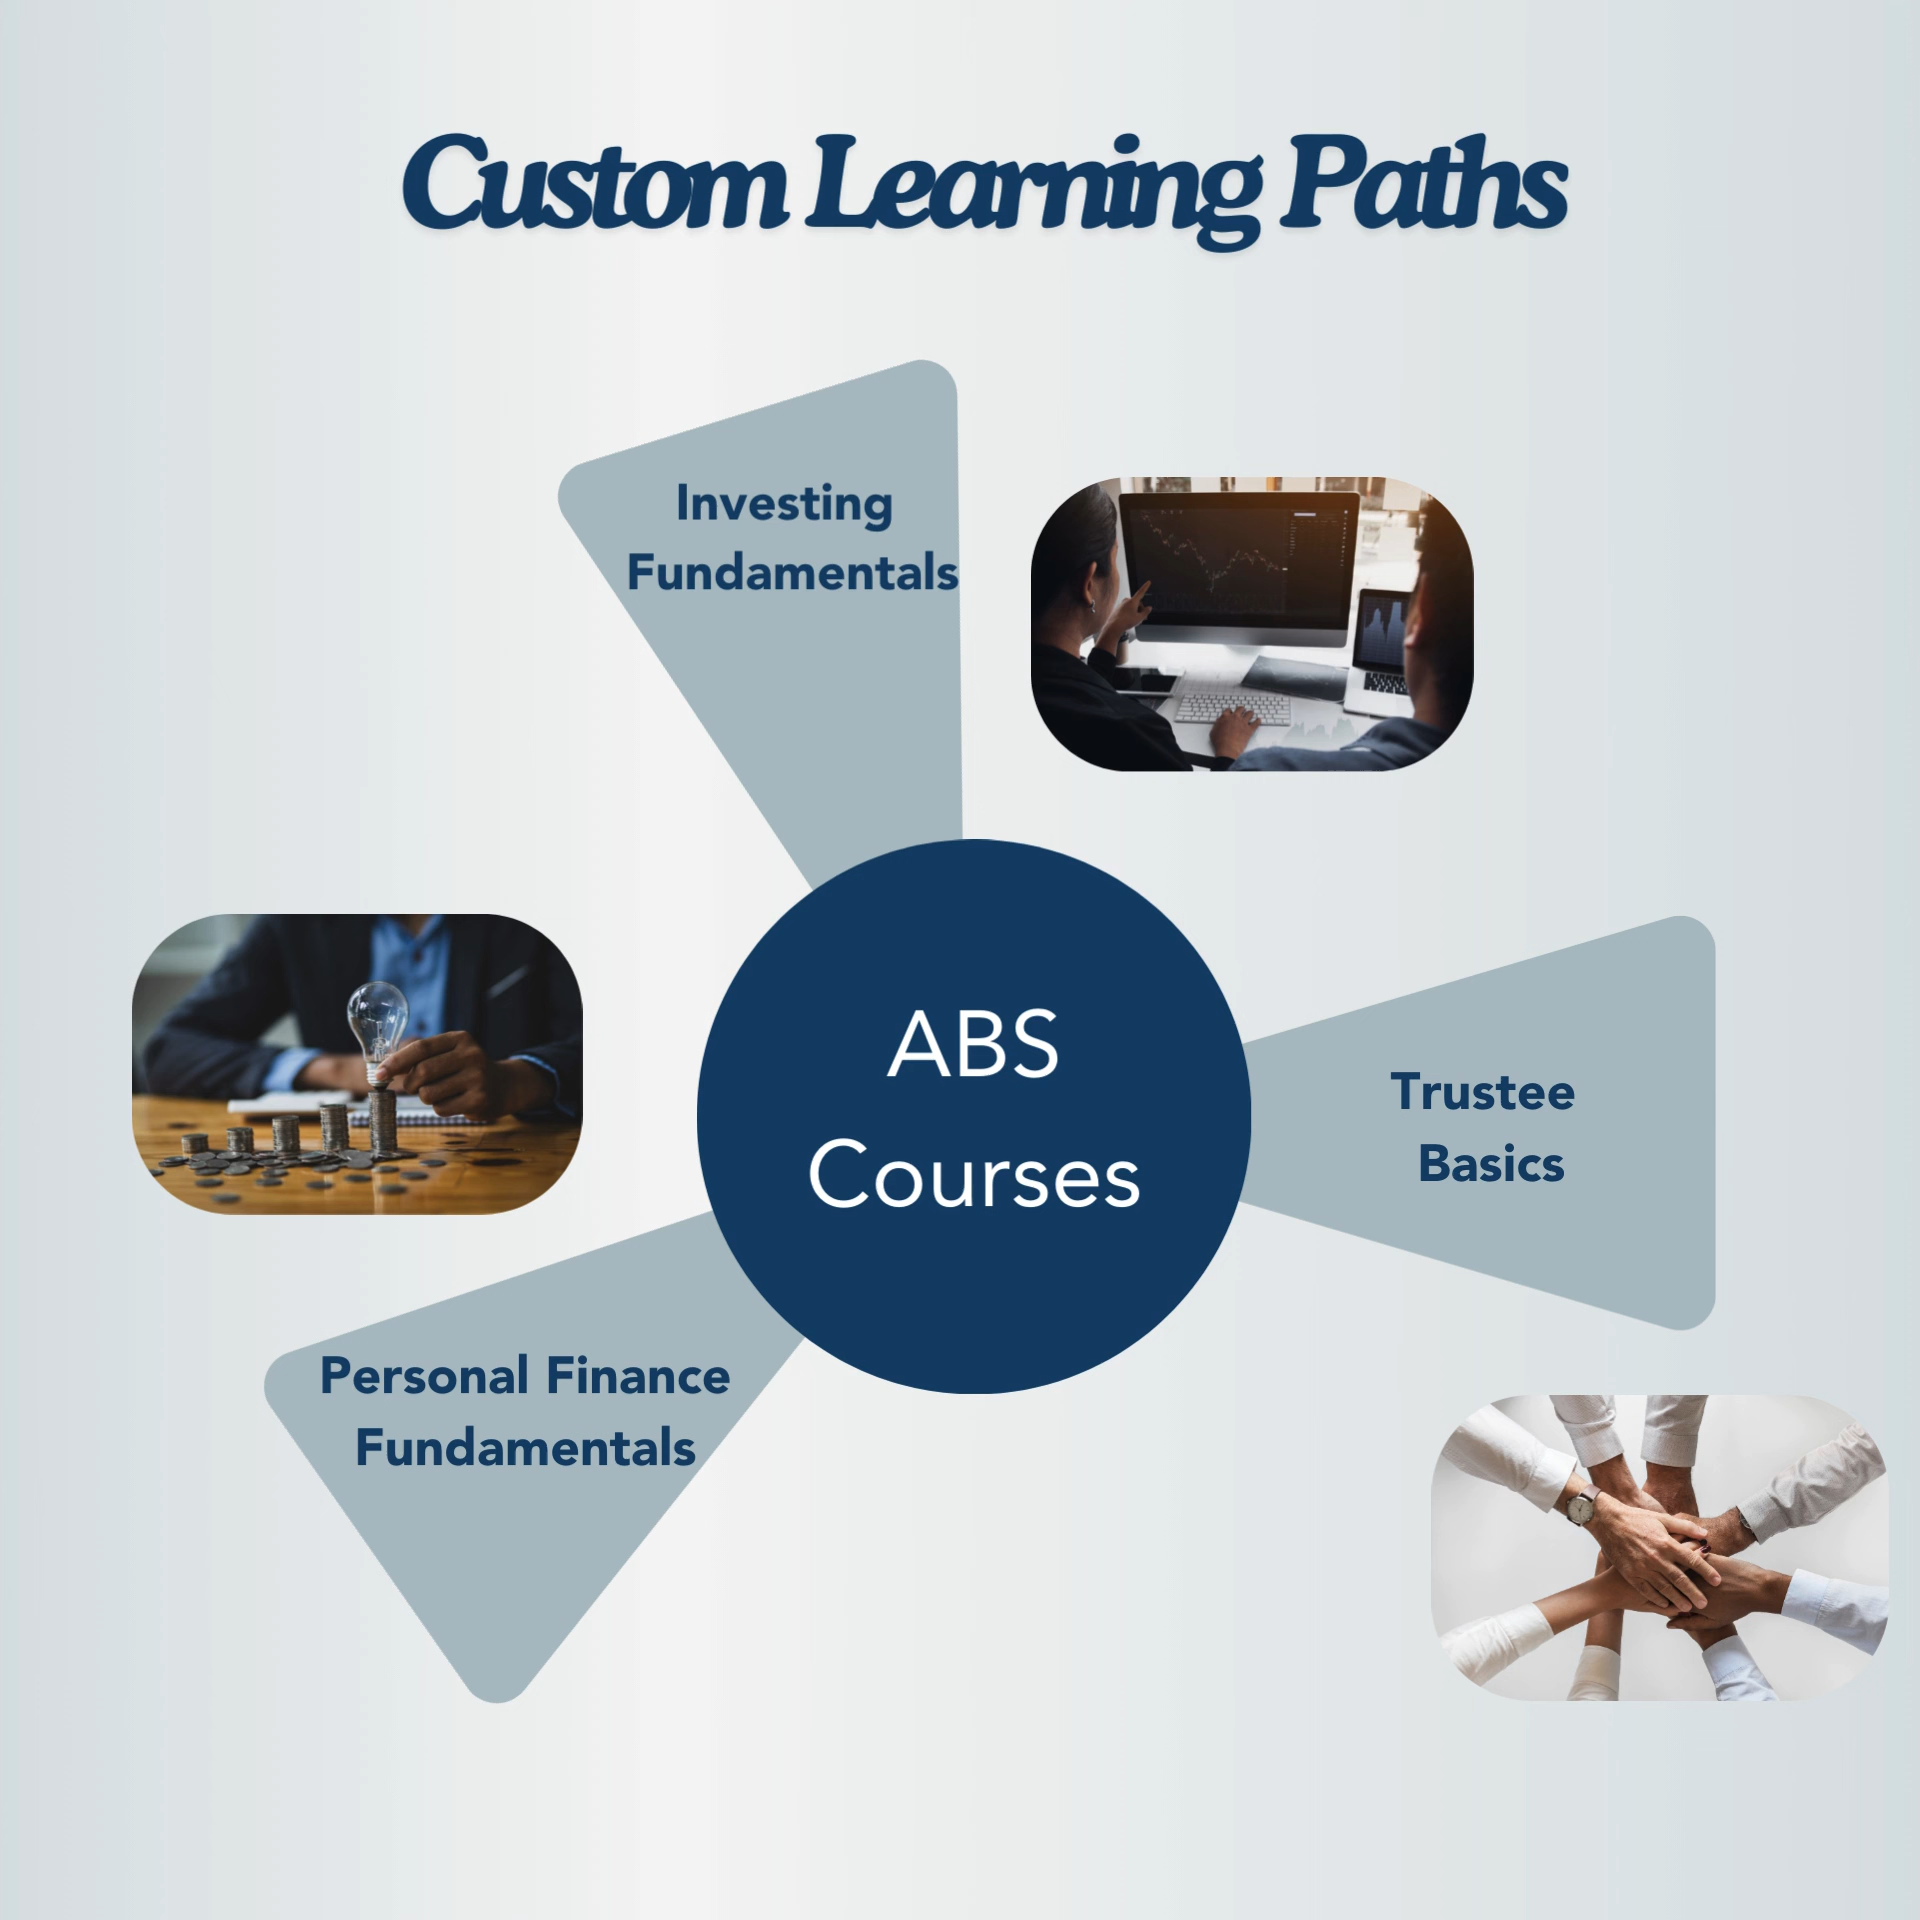 Custom Learning Paths
Investing
Fundamentals
ABS
Courses
Trustee
Basics
Personal Finance
Fundamentals